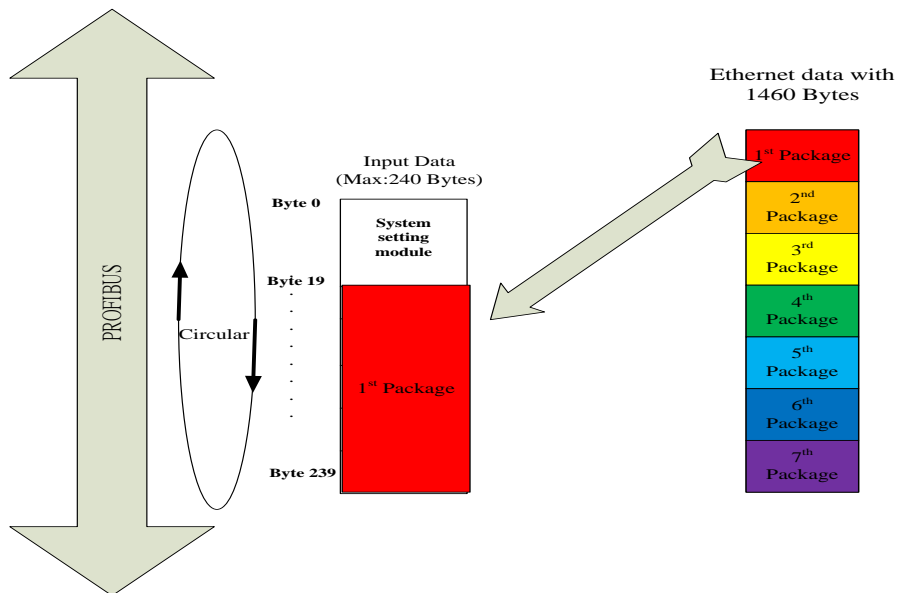 PROFIBUS
Circular
Input Data
(Max:240 Bytes)
Byte 0
System
setting
module
Byte 19
1st Package
Byte 239
Ethernet data with
1460 Bytes
1st Package
2nd
Package
3rd
Package
4th
Package
5th
Package
6th
Package
7th
Package